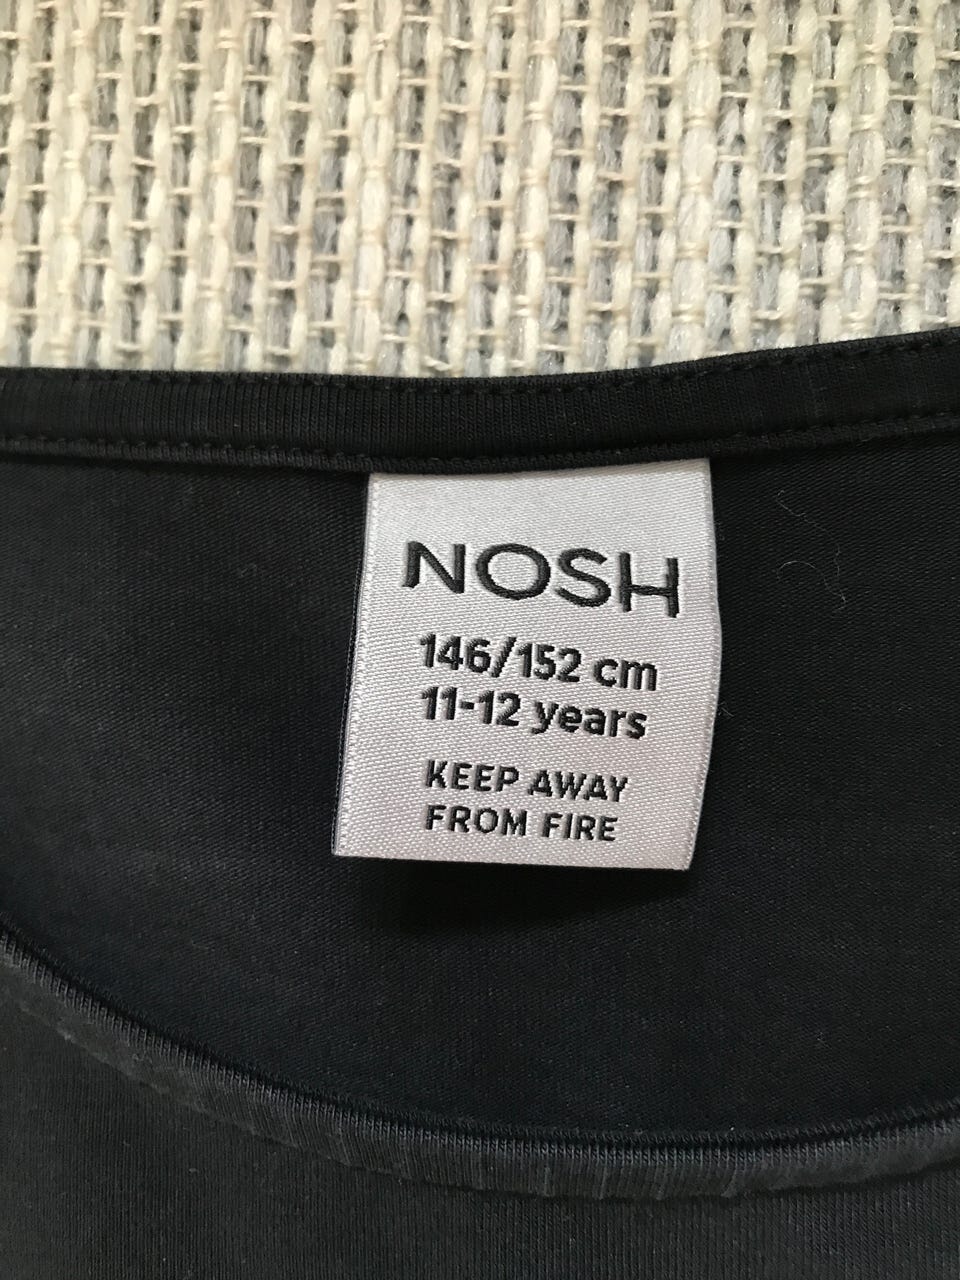 NOSH
146/152 cm
11-12 years
KEEP AWAY
FROM FIRE